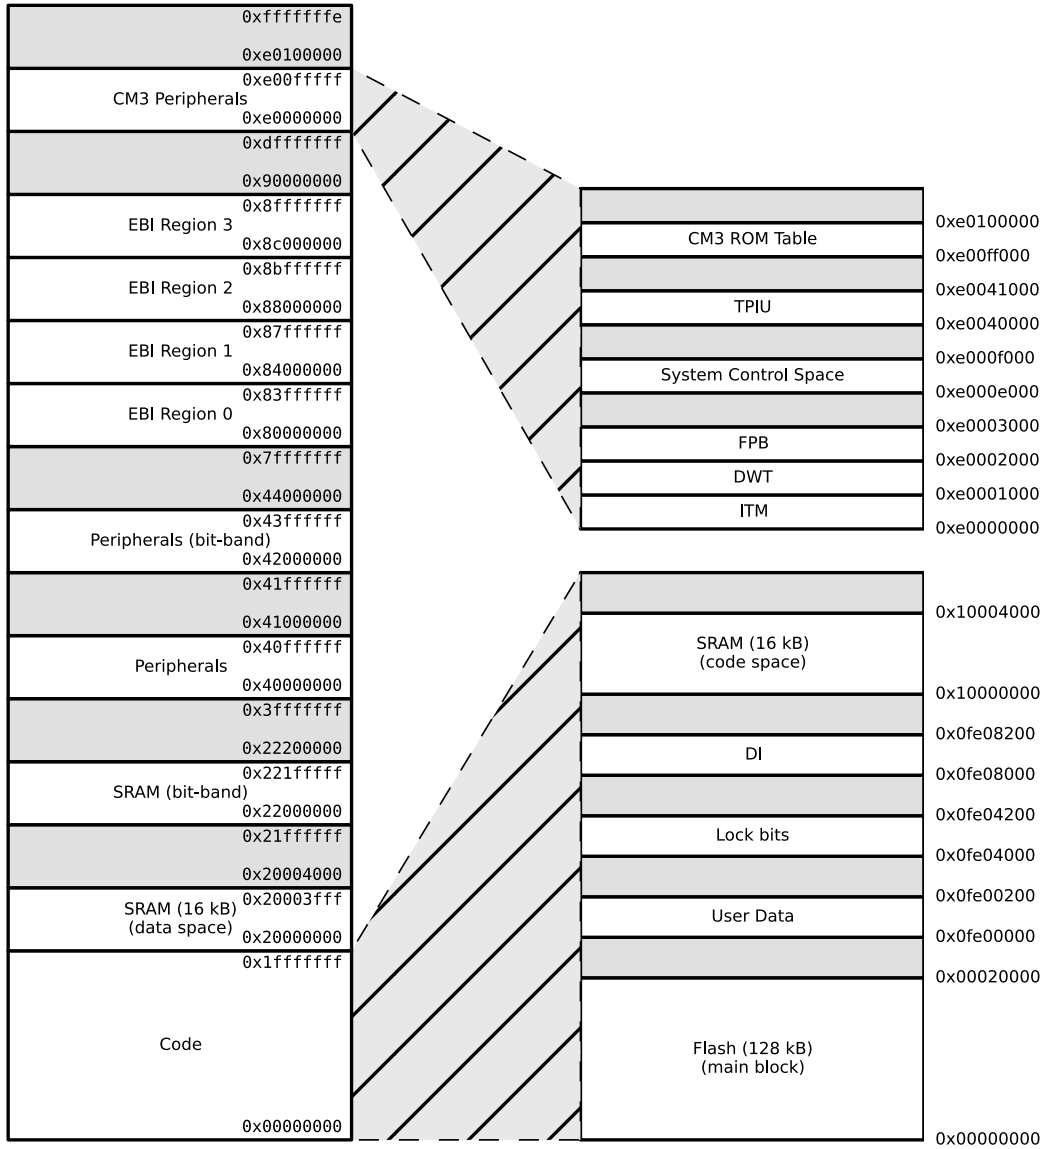 0xfffffffe
0xe0100000
0xe00fffff
CM3 Peripherals
0xe0000000
0xdfffffff
0x90000000
0x8fffffff
EBI Region 3
0x8c000000
0x8bffffff
EBI Region 2
0x88000000
0x87ffffff
EBI Region 1
0x84000000
0x83ffffff
EBI Region 0
0x80000000
0x7fffffff
0x44000000
0x43ffffff
Peripherals (bit-band)
0x42000000
0x41ffffff
0x41000000
0x40ffffff
Peripherals
0x40000000
0x3fffffff
0x22200000
0x221fffff
SRAM (bit-band)
0x22000000
0x21ffffff
0x20004000
0x20003fff
SRAM (16 kB)
(data space)
0x20000000
0x1fffffff
Code
0x00000000
0xe0100000
CM3 ROM Table
0xe00ff000
0xe0041000
TPIU
0xe0040000
0xe000f000
System Control Space
0xe000e000
0xe0003000
FPB
0xe0002000
DWT
0xe0001000
ITM
0xe0000000
0x10004000
SRAM (16 kB)
(code space)
0x10000000
0x0fe08200
DI
0x0fe08000
0x0fe04200
Lock bits
0x0fe04000
0x0fe00200
User Data
0x0fe00000
0x00020000
Flash (128 kB)
(main block)
0x00000000